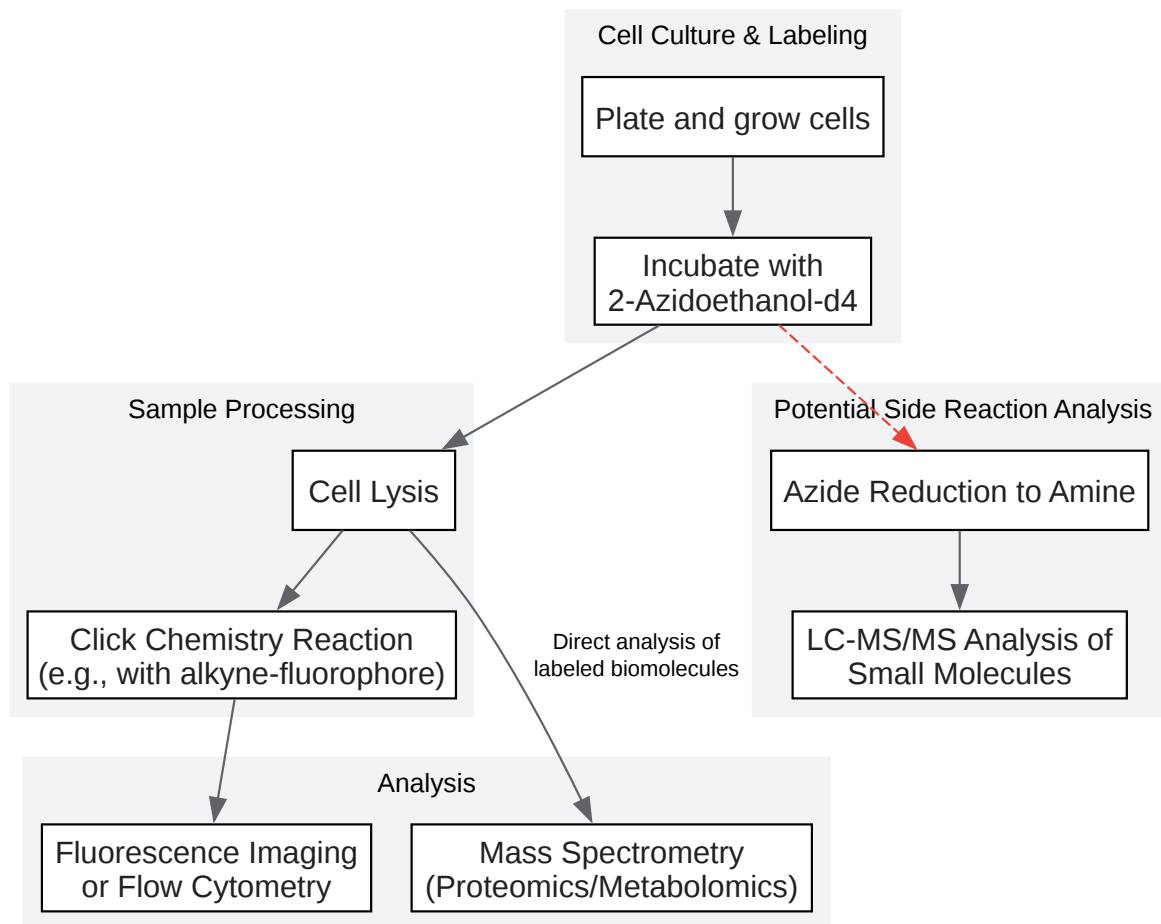 Cell Culture & Labeling
Plate and grow cells
Incubate with
2-Azidoethanol-d4
Sample Processing
Potential Side Reaction Analysis
Cell Lysis
Azide Reduction to Amine
Click Chemistry Reaction
(e.g., with alkyne-fluorophore)
Direct analysis of
labeled biomolecules
LC-MS/MS Analysis of
Small Molecules
Analysis
Fluorescence Imaging
or Flow Cytometry
Mass Spectrometry
(Proteomics/Metabolomics)